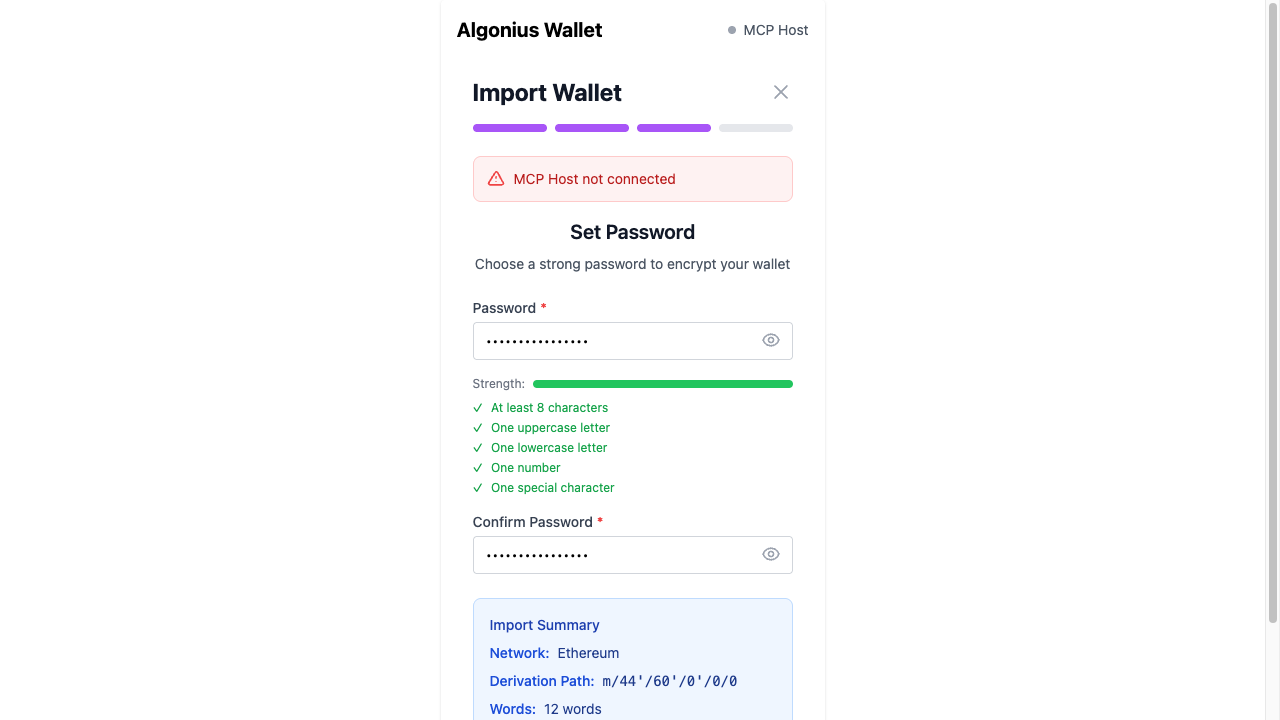 Algonius Wallet
MCP Host
Import Wallet
MCP Host not connected
Set Password
Choose a strong password to encrypt your wallet
Password *
••••••••••••••••
Strength:
✓ At least 8 characters
✓ One uppercase letter
✓ One lowercase letter
✓ One number
✓ One special character
Confirm Password *
••••••••••••••••
Import Summary
Network: Ethereum
Derivation Path: m/44'/60'/0'/0/0
Words: 12 words